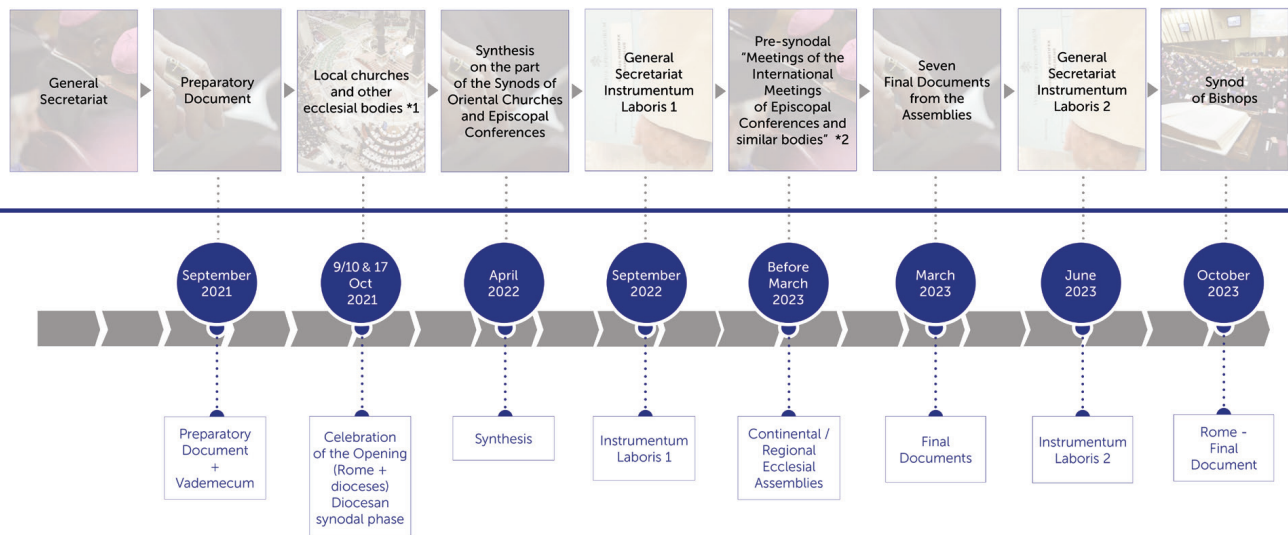 General
Secretariat
Preparatory
Document
Local churches
and other
ecclesial bodies *1
Synthesis
on the part
of the Synods of
Oriental Churches
and Episcopal
Conferences
General
Secretariat
Instrumentum
Laboris 1
Pre-synodal
“Meetings of the
International
Meetings
of Episcopal
Conferences and
similar bodies” *2
Seven
Final Documents
from the
Assemblies
General
Secretariat
Instrumentum
Laboris 2
Synod
of Bishops
September
2021
9/10 & 17
Oct
2021
April
2022
September
2022
Before
March
2023
March
2023
June
2023
October
2023
Preparatory
Document
+
Vademecum
Celebration
of the Opening
(Rome +
dioceses)
Diocesan
synodal phase
Synthesis
Instrumentum
Laboris 1
Continental /
Regional
Ecclesial
Assemblies
Final
Documents
Instrumentum
Laboris 2
Rome -
Final
Document